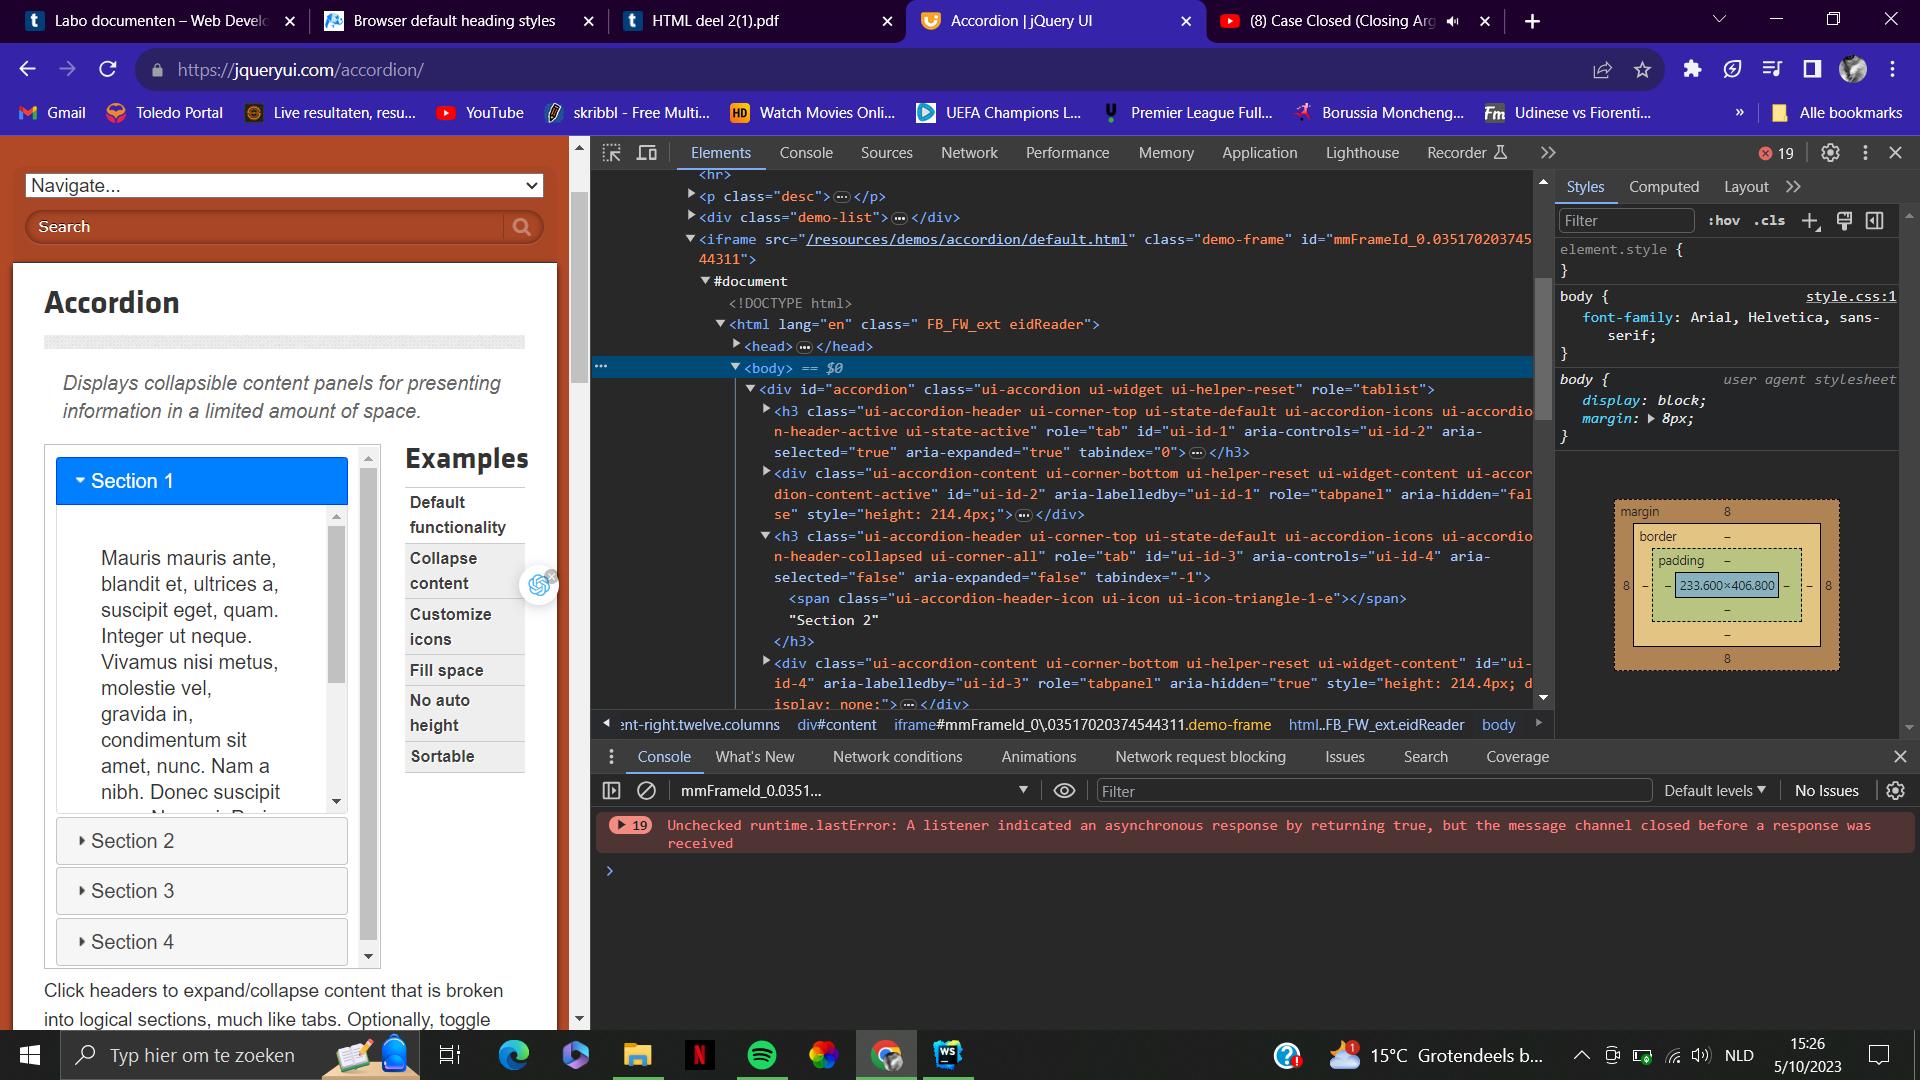 Labo documenten – Web Develo
Browser default heading styles
HTML deel 2(1).pdf
Accordion | jQuery UI
(8) Case Closed (Closing Arg
https://jqueryui.com/accordion/
Gmail
Toledo Portal
Live resultaten, resu...
YouTube
skribbl - Free Multi...
HD
Watch Movies Onli...
UEFA Champions L...
Premier League Full...
Borussia Moncheng...
Fm
Udinese vs Fiorenti...
»
Alle bookmarks
Navigate...
Search
Accordion
Displays collapsible content panels for presenting
information in a limited amount of space.
Section 1
Mauris mauris ante,
blandit et, ultrices a,
suscipit eget, quam.
Integer ut neque.
Vivamus nisi metus,
molestie vel,
gravida in,
condimentum sit
amet, nunc. Nam a
nibh. Donec suscipit
Section 2
Section 3
Section 4
Examples
Default
functionality
Collapse
content
Customize
icons
Fill space
No auto
height
Sortable
Click headers to expand/collapse content that is broken
into logical sections, much like tabs. Optionally, toggle
Elements
Console
Sources
Network
Performance
Memory
Application
Lighthouse
Recorder
19
<hr>
<p class="desc">…</p>
<div class="demo-list">…</div>
<iframe src="/resources/demos/accordion/default.html" class="demo-frame" id="mmFrameId_0.035170203745
44311">
#document
<!DOCTYPE html>
<html lang="en" class=" FB_FW_ext eidReader">
<head>…</head>
<body> == $0
<div id="accordion" class="ui-accordion ui-widget ui-helper-reset" role="tablist">
<h3 class="ui-accordion-header ui-corner-top ui-state-default ui-accordion-icons ui-accordio
n-header-active ui-state-active" role="tab" id="ui-id-1" aria-controls="ui-id-2" aria-
selected="true" aria-expanded="true" tabindex="0">…</h3>
<div class="ui-accordion-content ui-corner-bottom ui-helper-reset ui-widget-content ui-accor
dion-content-active" id="ui-id-2" aria-labelledby="ui-id-1" role="tabpanel" aria-hidden="fal
se" style="height: 214.4px;">…</div>
<h3 class="ui-accordion-header ui-corner-top ui-state-default ui-accordion-icons ui-accordio
n-header-collapsed ui-corner-all" role="tab" id="ui-id-3" aria-controls="ui-id-4" aria-
selected="false" aria-expanded="false" tabindex="-1">
<span class="ui-accordion-header-icon ui-icon ui-icon-triangle-1-e"></span>
"Section 2"
</h3>
<div class="ui-accordion-content ui-corner-bottom ui-helper-reset ui-widget-content" id="ui-
id-4" aria-labelledby="ui-id-3" role="tabpanel" aria-hidden="true" style="height: 214.4px; d
isplay: none;">…</div>
ent-right.twelve.columns
div#content
iframe#mmFrameId_0\.03517020374544311.demo-frame
html..FB_FW_ext.eidReader
body
Styles
Computed
Layout
Filter
:hov
.cls
element.style {
}
body {
style.css:1
font-family: Arial, Helvetica, sans-
serif;
}
body {
user agent stylesheet
display: block;
margin: 8px;
}
margin
8
border
–
padding
–
8
–
–
233.600×406.800
–
–
8
–
–
8
Console
What's New
Network conditions
Animations
Network request blocking
Issues
Search
Coverage
mmFrameId_0.0351...
Filter
Default levels
No Issues
19
Unchecked runtime.lastError: A listener indicated an asynchronous response by returning true, but the message channel closed before a response was
received
Typ hier om te zoeken
N
WS
1
15°C Grotendeels b...
NLD
15:26
5/10/2023